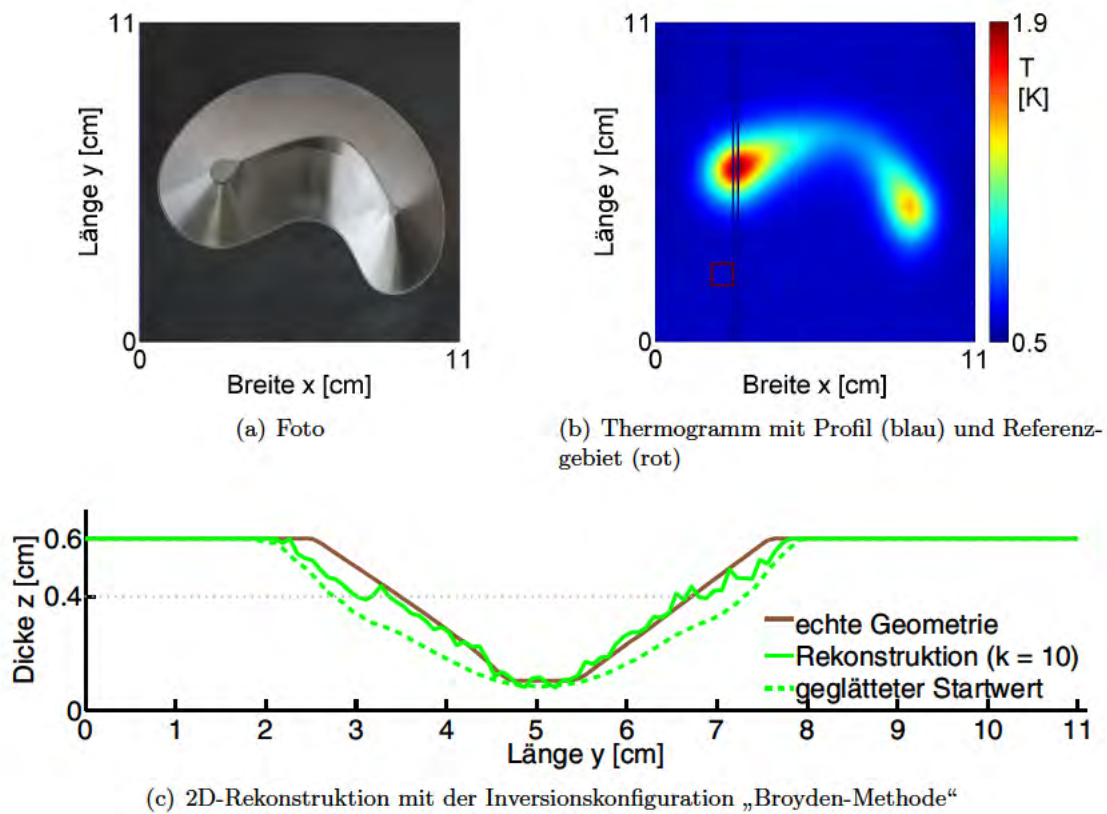 11
Länge y [cm]
0
0
11
Breite x [cm]
(a) Foto
11
Länge y [cm]
0
0
11
Breite x [cm]
1.9
T
[K]
0.5
(b) Thermogramm mit Profil (blau) und Referenz-
gebiet (rot)
Dicke z [cm]
0.6
0.4
0
echte Geometrie
Rekonstruktion (k = 10)
geglätteter Startwert
0 1 2 3 4 5 6 7 8 9 10 11
Länge y [cm]
(c) 2D-Rekonstruktion mit der Inversionskonfiguration „Broyden-Methode“